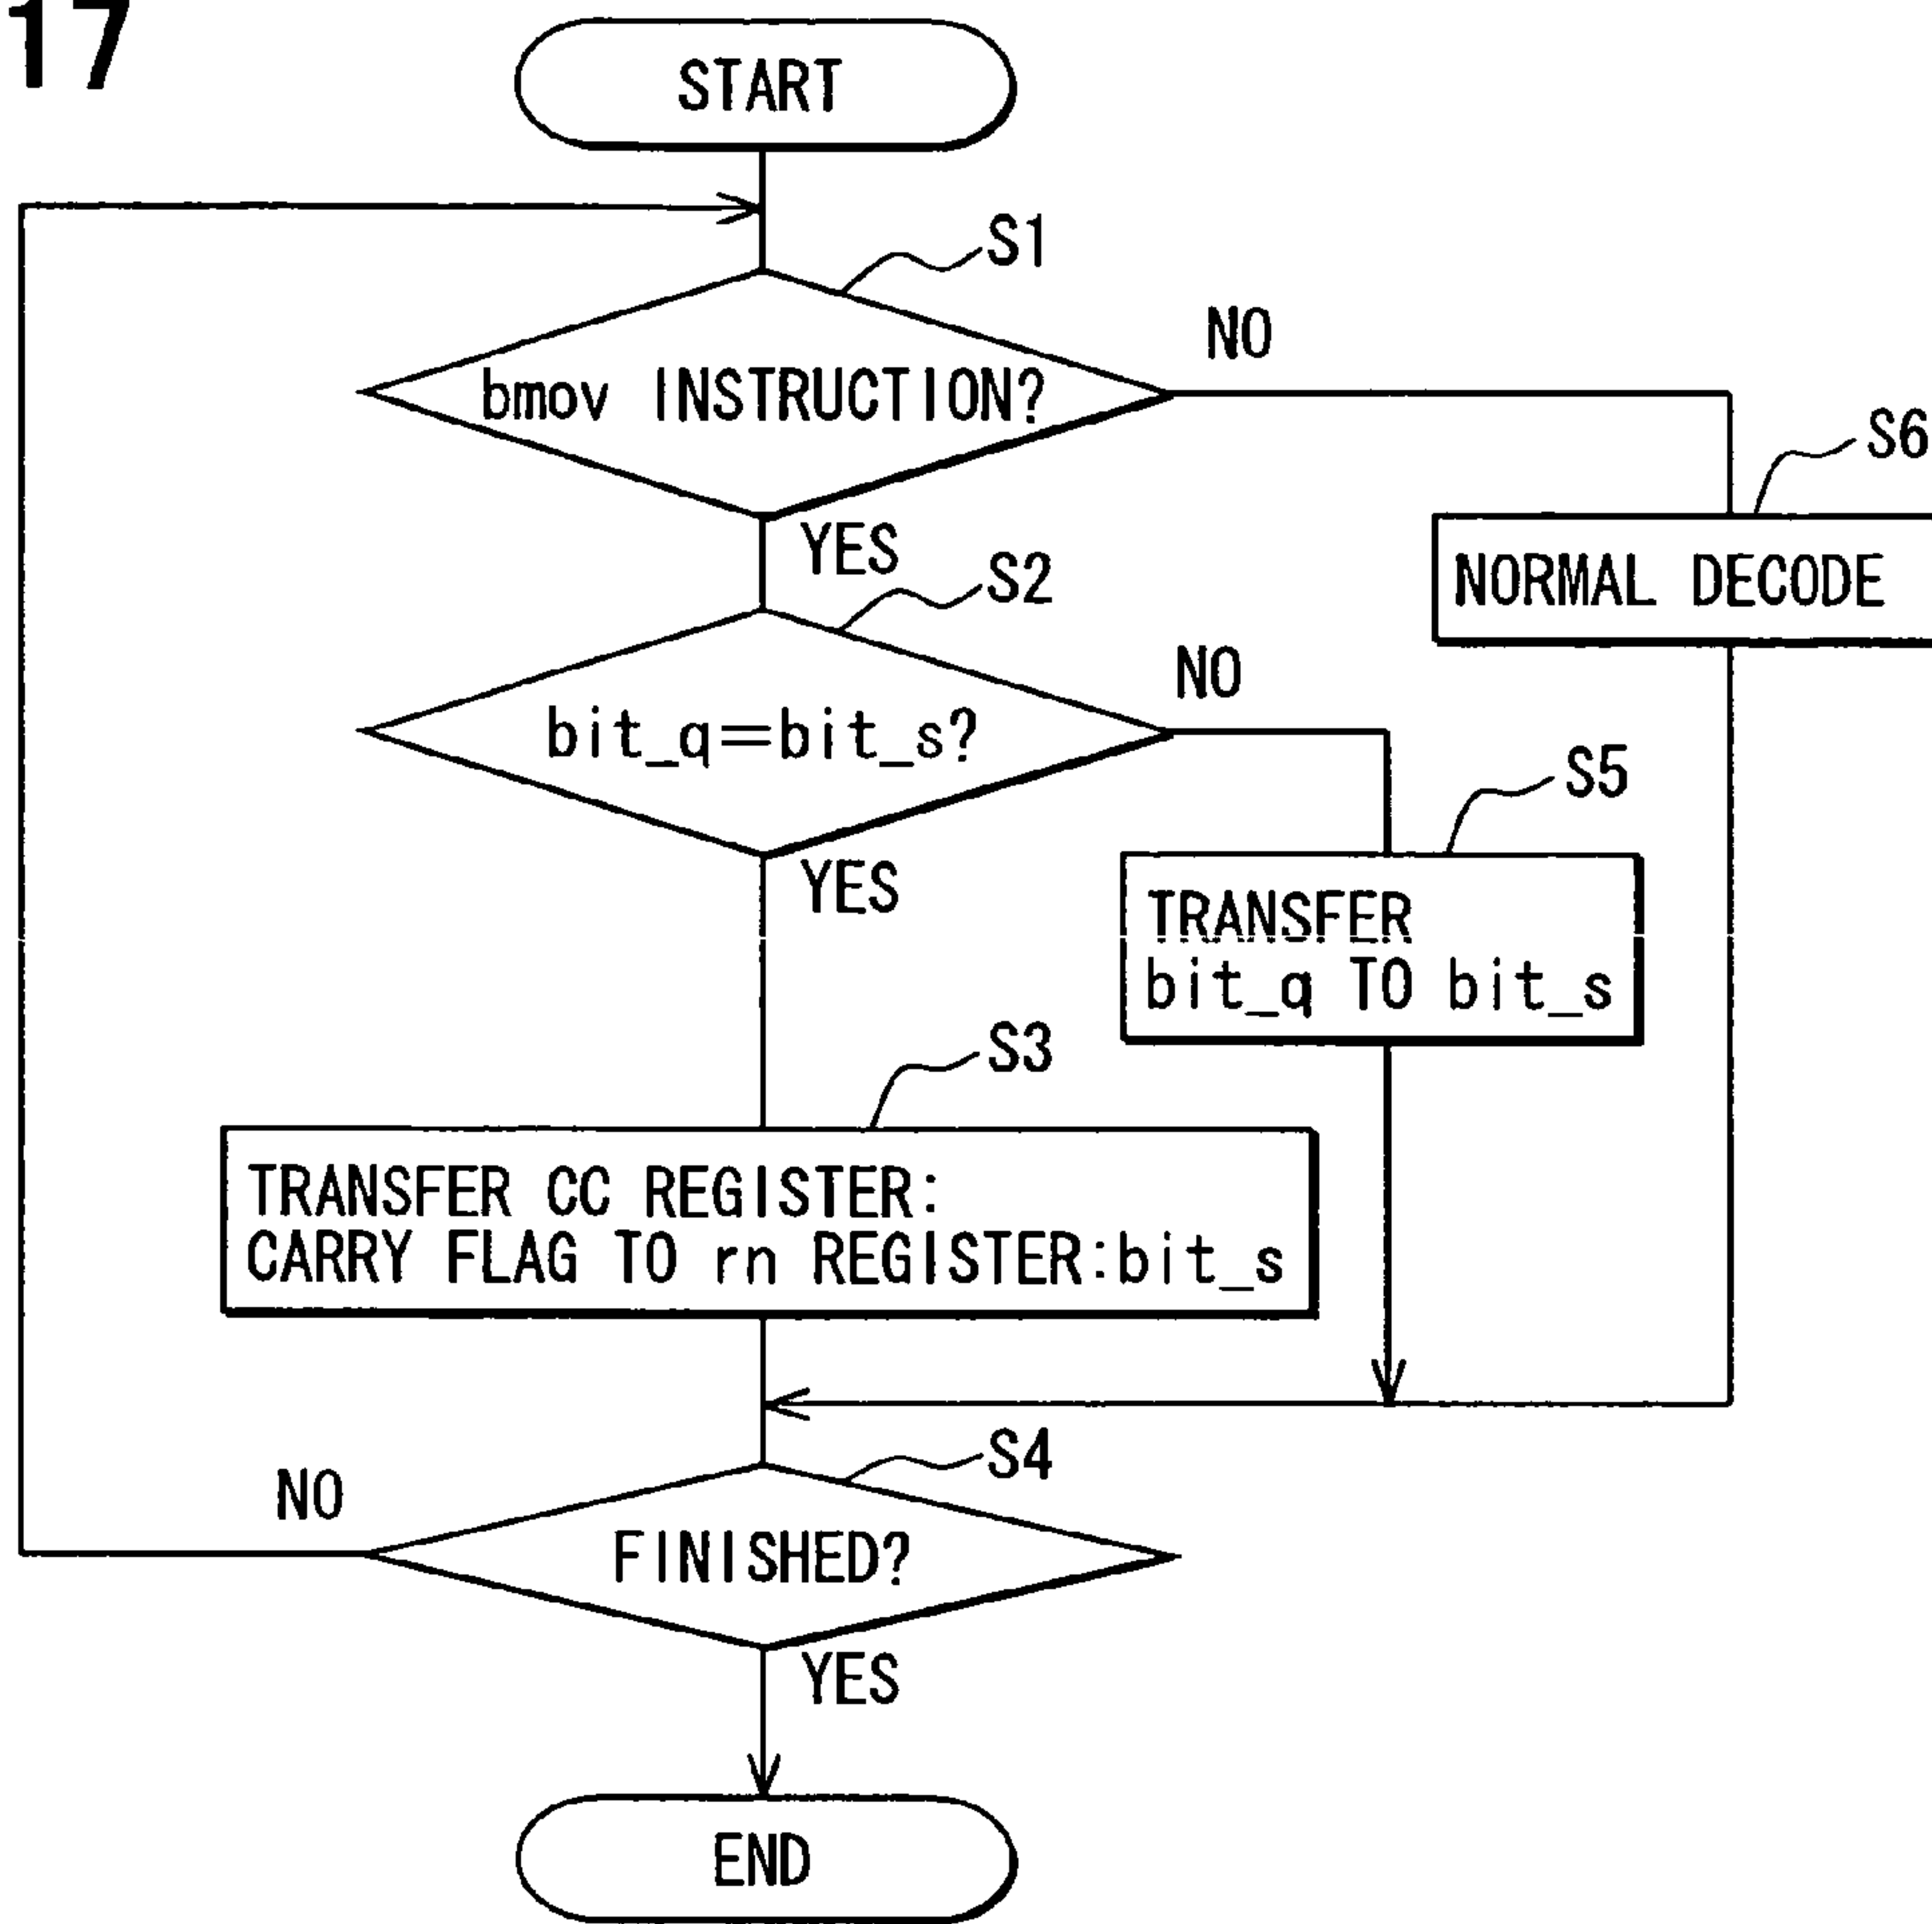 17
START
S1
NO
bmov INSTRUCTION?
S6
YES
NORMAL DECODE
S2
NO
bit_q=bit_s?
S5
YES
TRANSFER
bit_q TO bit_s
S3
TRANSFER CC REGISTER:
CARRY FLAG TO rn REGISTER:bit_s
S4
NO
FINISHED?
YES
END